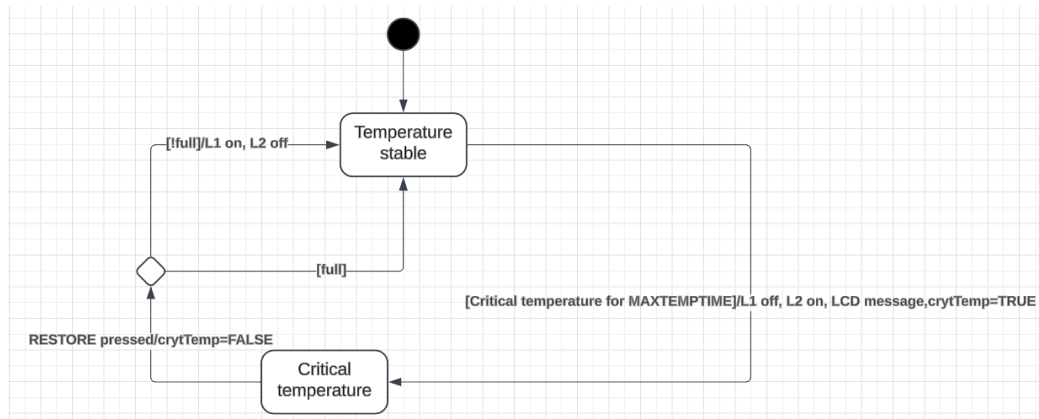 Temperature
stable
[!full]/L1 on, L2 off
[full]
[Critical temperature for MAXTEMPTIME]/L1 off, L2 on, LCD message,crytTemp=TRUE
RESTORE pressed/crytTemp=FALSE
Critical
temperature